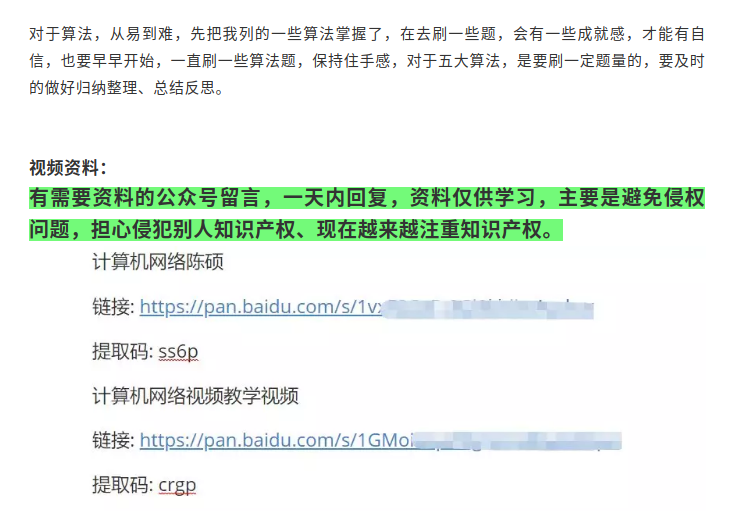 对于算法，从易到难，先把我列的一些算法掌握了，在去刷一些题，会有一些成就感，才能有自
信，也要早早开始，一直刷一些算法题，保持住手感，对于五大算法，是要刷一定题量的，要及时
的做好归纳整理、总结反思。
视频资料：
有需要资料的公众号留言，一天内回复，资料仅供学习，主要是避免侵权
问题，担心侵犯别人知识产权、现在越来越注重知识产权。
计算机网络陈硕
链接: https://pan.baidu.com/s/1v
提取码: ss6p
计算机网络视频教学视频
链接: https://pan.baidu.com/s/1GMoi
提取码: crgp